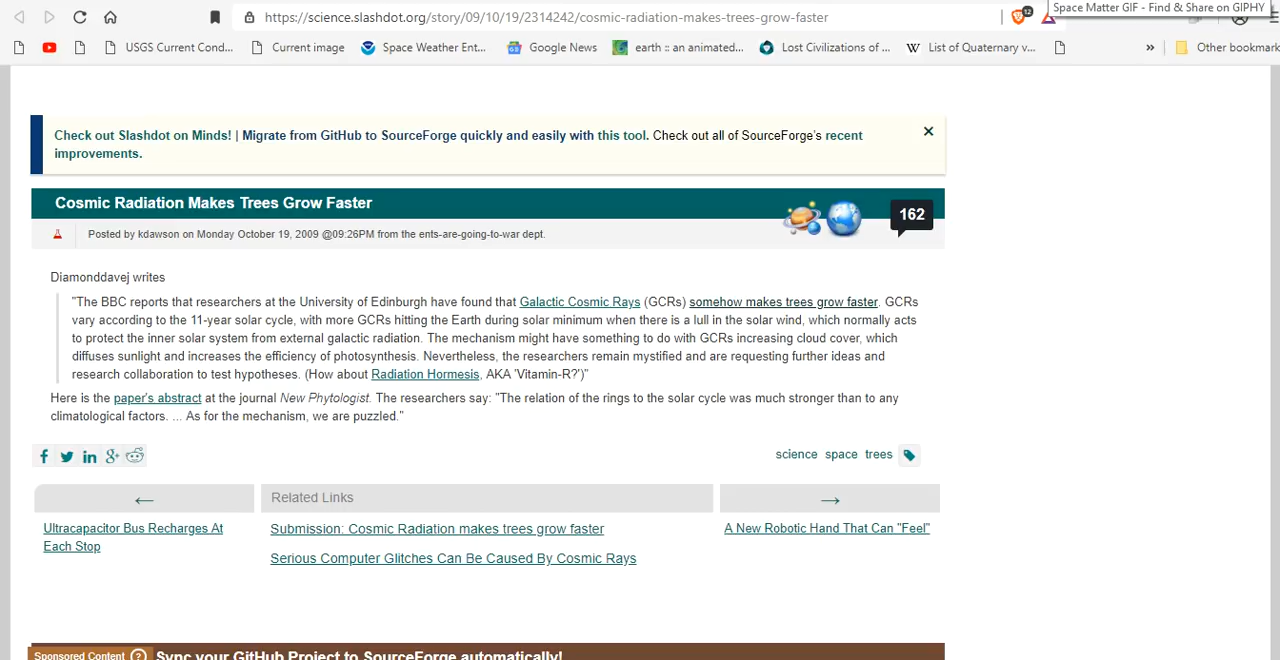 https://science.slashdot.org/story/09/10/19/2314242/cosmic-radiation-makes-trees-grow-faster
12
Space Matter GIF - Find & Share on GIPHY
USGS Current Cond...
Current image
Space Weather Ent...
Google News
earth :: an animated...
Lost Civilizations of ...
W List of Quaternary v...
»
Other bookmark
Check out Slashdot on Minds! | Migrate from GitHub to SourceForge quickly and easily with this tool. Check out all of SourceForge's recent
improvements.
Cosmic Radiation Makes Trees Grow Faster
162
Posted by kdawson on Monday October 19, 2009 @09:26PM from the ents-are-going-to-war dept.
Diamonddavej writes
"The BBC reports that researchers at the University of Edinburgh have found that Galactic Cosmic Rays (GCRs) somehow makes trees grow faster. GCRs
vary according to the 11-year solar cycle, with more GCRs hitting the Earth during solar minimum when there is a lull in the solar wind, which normally acts
to protect the inner solar system from external galactic radiation. The mechanism might have something to do with GCRs increasing cloud cover, which
diffuses sunlight and increases the efficiency of photosynthesis. Nevertheless, the researchers remain mystified and are requesting further ideas and
research collaboration to test hypotheses. (How about Radiation Hormesis, AKA 'Vitamin-R?')"
Here is the paper's abstract at the journal New Phytologist. The researchers say: "The relation of the rings to the solar cycle was much stronger than to any
climatological factors. ... As for the mechanism, we are puzzled."
science space trees
←
Related Links
→
Ultracapacitor Bus Recharges At
Each Stop
Submission: Cosmic Radiation makes trees grow faster
Serious Computer Glitches Can Be Caused By Cosmic Rays
A New Robotic Hand That Can "Feel"
Sponsored Content ? Sync your GitHub Project to SourceForge automatically!